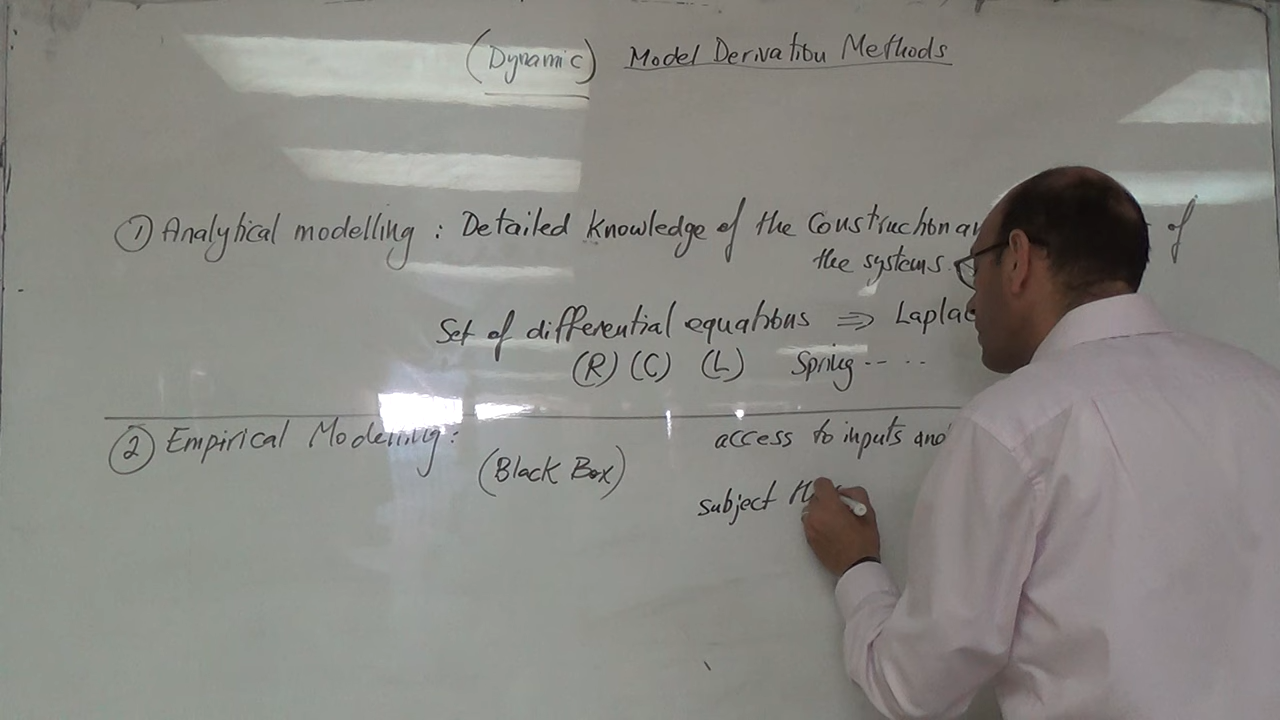 (Dynamic) Model Derivation Methods
① Analytical modelling : Detailed knowledge of the Construction of
the systems.
Set of differential equations ⇒
(R) (C) (L) Spring -- ..
② Empirical Modelling : access to inputs and
(Black Box)
subject